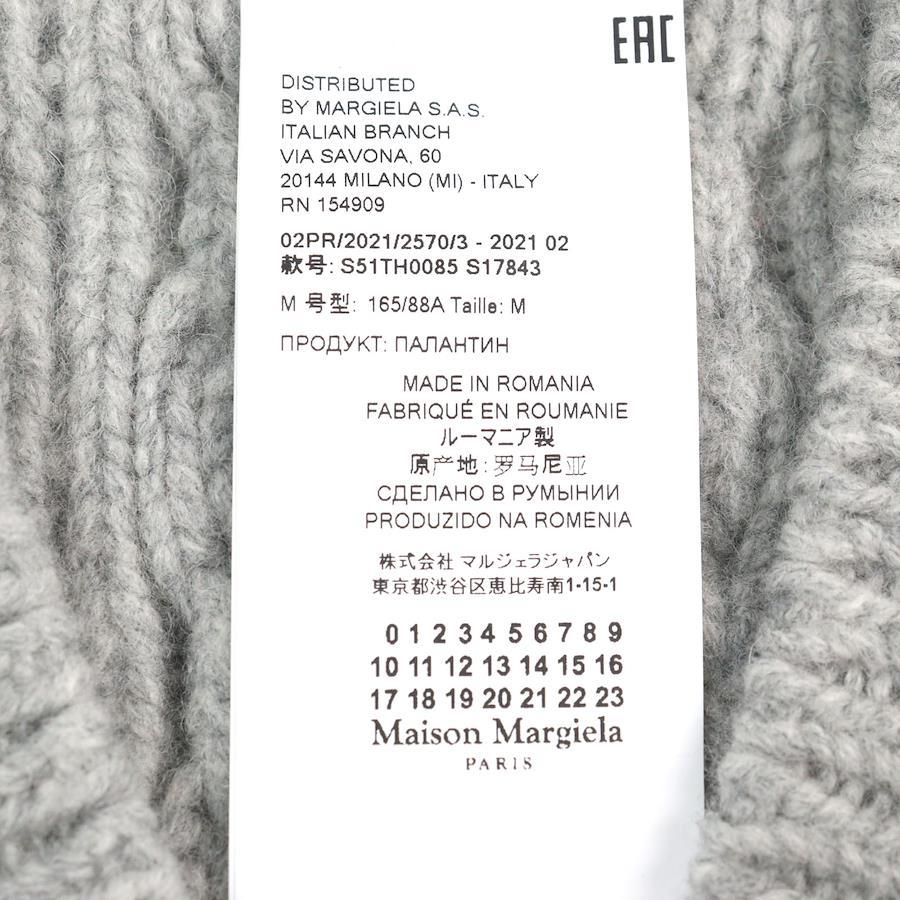 EAC
DISTRIBUTED
BY MARGIELA S.A.S.
ITALIAN BRANCH
VIA SAVONA, 60
20144 MILANO (MI) - ITALY
RN 154909
02PR/2021/2570/3 - 2021 02
款号: S51TH0085 S17843
M 号型: 165/88A Taille: M
ПРОДУКТ: ПАЛАНТИН
MADE IN ROMANIA
FABRIQUÉ EN ROUMANIE
ルーマニア製
原产地: 罗马尼亚
СДЕЛАНО В РУМЫНИИ
PRODUZIDO NA ROMENIA
株式会社 マルジェラジャパン
東京都渋谷区恵比寿南1-15-1
0 1 2 3 4 5 6 7 8 9
10 11 12 13 14 15 16
17 18 19 20 21 22 23
Maison Margiela
PARIS